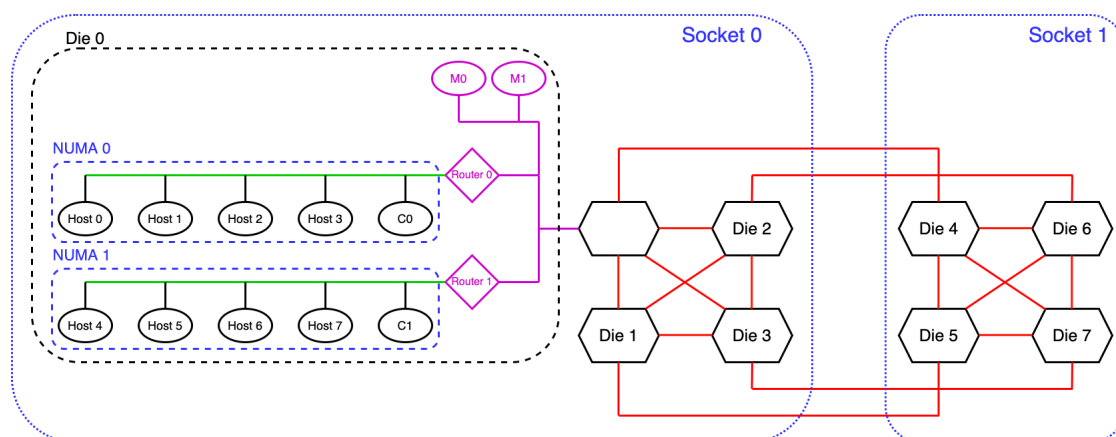 Socket 0
Socket 1
Die 0
M0
M1
NUMA 0
Router 0
Host 0
Host 1
Host 2
Host 3
C0
Die 2
Die 4
Die 6
NUMA 1
Router 1
Host 4
Host 5
Host 6
Host 7
C1
Die 1
Die 3
Die 5
Die 7